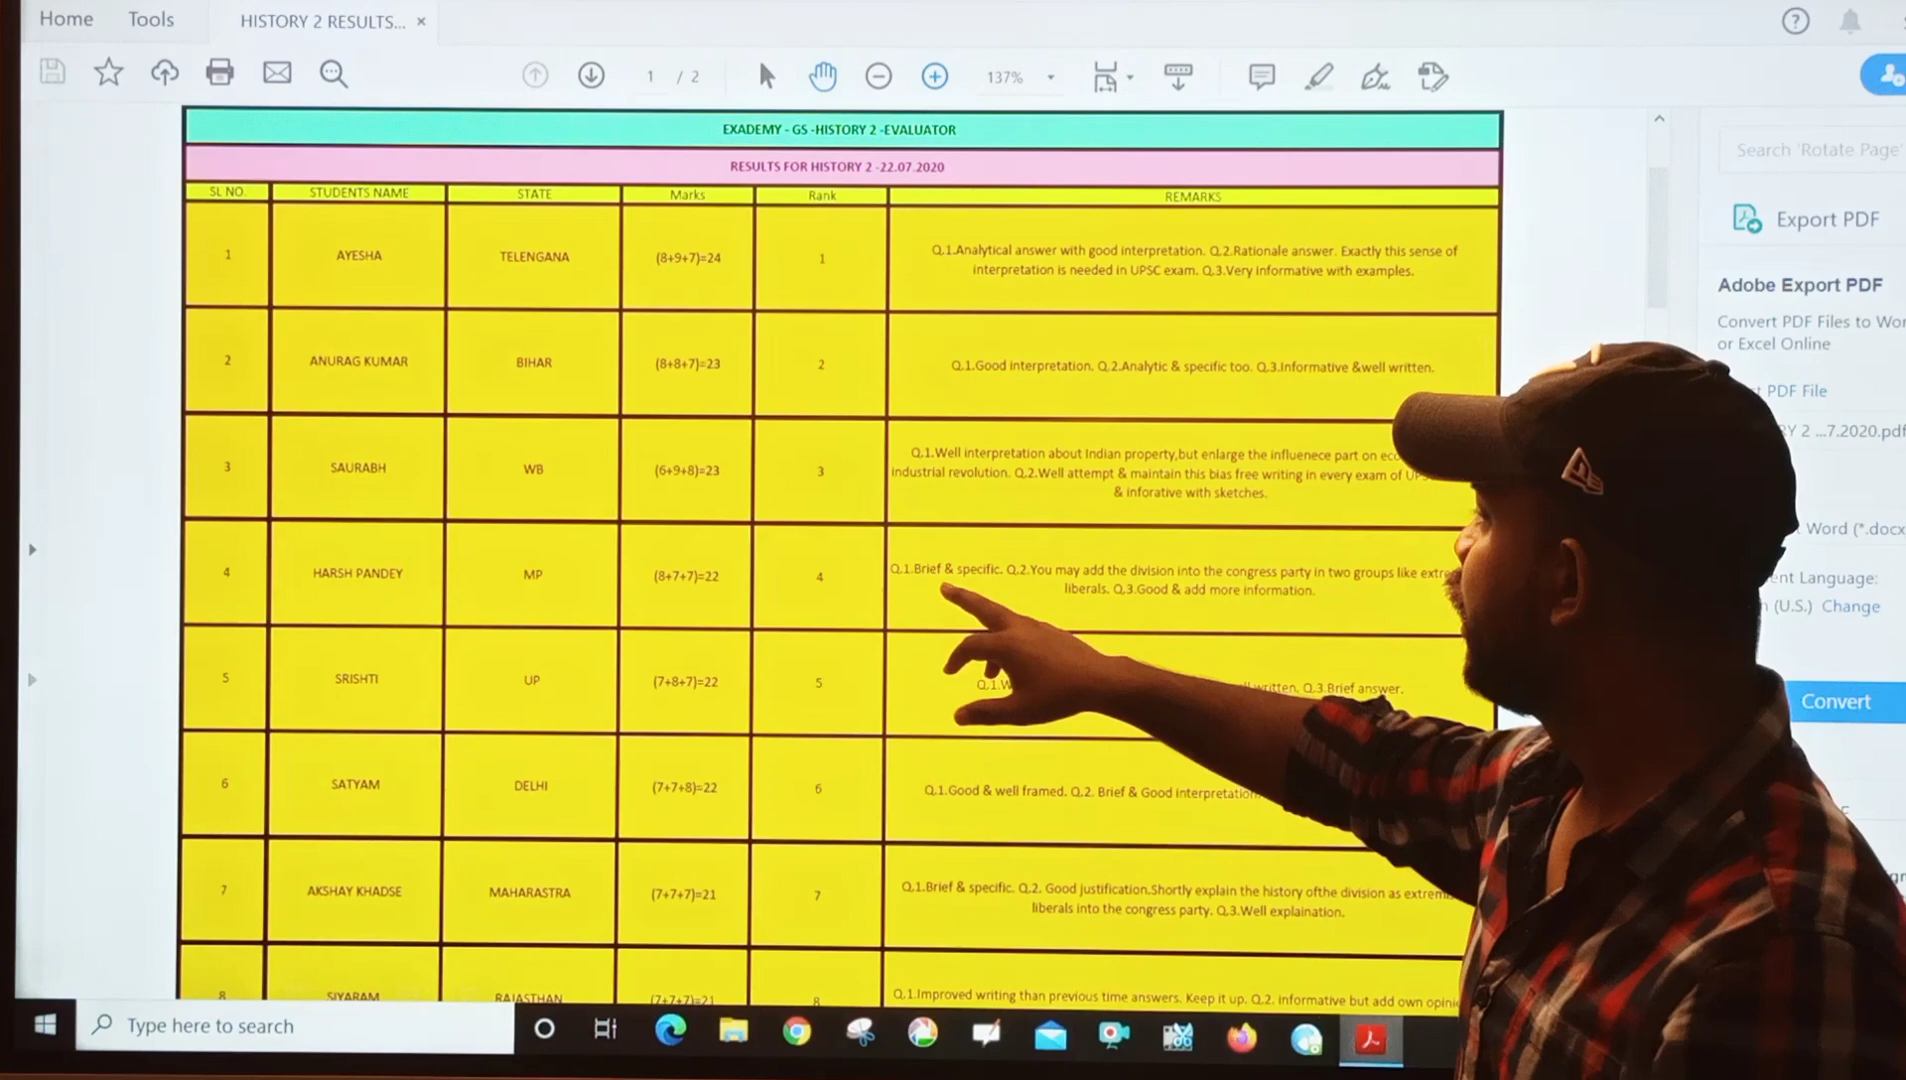 Home Tools HISTORY 2 RESULTS... ×
1 / 2 137%
EXADEMY - GS -HISTORY 2 -EVALUATOR
RESULTS FOR HISTORY 2 -22.07.2020
SL NO. STUDENTS NAME STATE Marks Rank REMARKS
1 AYESHA TELENGANA (8+9+7)=24 1 Q.1.Analytical answer with good interpretation. Q.2.Rationale answer. Exactly this sense of
interpretation is needed in UPSC exam. Q.3.Very informative with examples.
2 ANURAG KUMAR BIHAR (8+8+7)=23 2 Q.1.Good interpretation. Q.2.Analytic & specific too. Q.3.Informative &well written.
3 SAURABH WB (6+9+8)=23 3 Q.1.Well interpretation about Indian property,but enlarge the influenece part on
industrial revolution. Q.2.Well attempt & maintain this bias free writing in every exam of
& inforative with sketches.
4 HARSH PANDEY MP (8+7+7)=22 4 Q.1.Brief & specific. Q.2.You may add the division into the congress party in two groups like
liberals. Q.3.Good & add more information.
5 SRISHTI UP (7+8+7)=22 5 Q.1. written. Q.3.Brief answer.
6 SATYAM DELHI (7+7+8)=22 6 Q.1.Good & well framed. Q.2. Brief & Good interpretation.
7 AKSHAY KHADSE MAHARASTRA (7+7+7)=21 7 Q.1.Brief & specific. Q.2. Good justification.Shortly explain the history ofthe division as
liberals into the congress party. Q.3.Well explaination.
8 SIYARAM RAJASTHAN (7+7+7)=21 8 Q.1.Improved writing than previous time answers. Keep it up. Q.2. Informative but add own
Search 'Rotate Page'
Export PDF
Adobe Export PDF
Convert PDF Files to
or Excel Online
PDF File
2 ...7.2020.pdf
Word (*.docx
Language:
(U.S.) Change
Convert
Type here to search